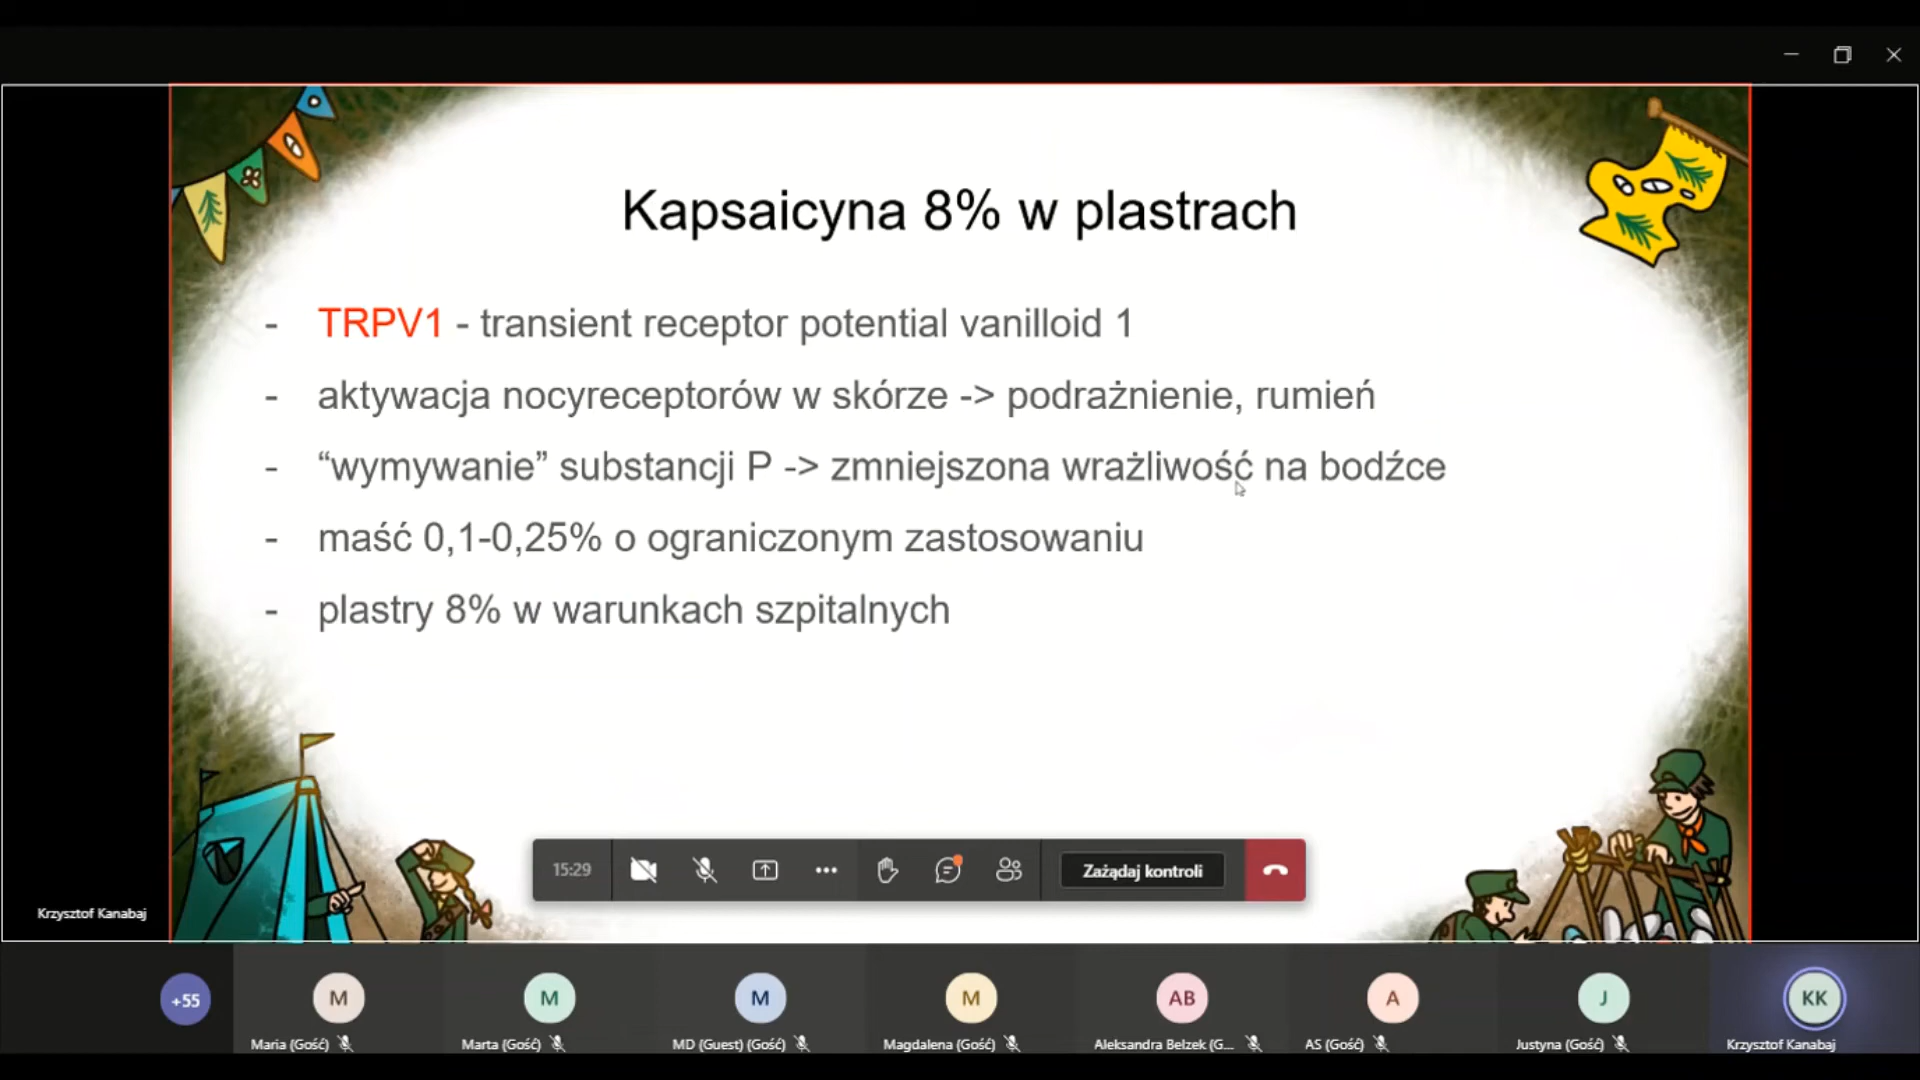 Kapsaicyna 8% w plastrach
- TRPV1 - transient receptor potential vanilloid 1
- aktywacja nocyreceptorów w skórze -> podrażnienie, rumień
- “wymywanie” substancji P -> zmniejszona wrażliwość na bodźce
- maść 0,1-0,25% o ograniczonym zastosowaniu
- plastry 8% w warunkach szpitalnych
15:29
Zażądaj kontroli
Krzysztof Kanabaj
+55
M
M
M
M
AB
A
J
KK
Maria (Gość)
Marta (Gość)
MD (Guest) (Gość)
Magdalena (Gość)
Aleksandra Belzek (G...
AS (Gość)
Justyna (Gość)
Krzysztof Kanabaj